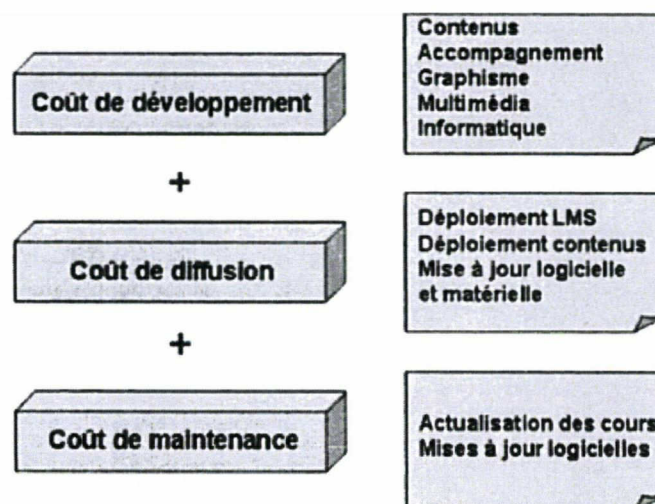 Coût de développement
Contenus
Accompagnement
Graphisme
Multimédia
Informatique
+
Coût de diffusion
Déploiement LMS
Déploiement contenus
Mise à jour logicielle
et matérielle
+
Coût de maintenance
Actualisation des cours
Mises à jour logicielles